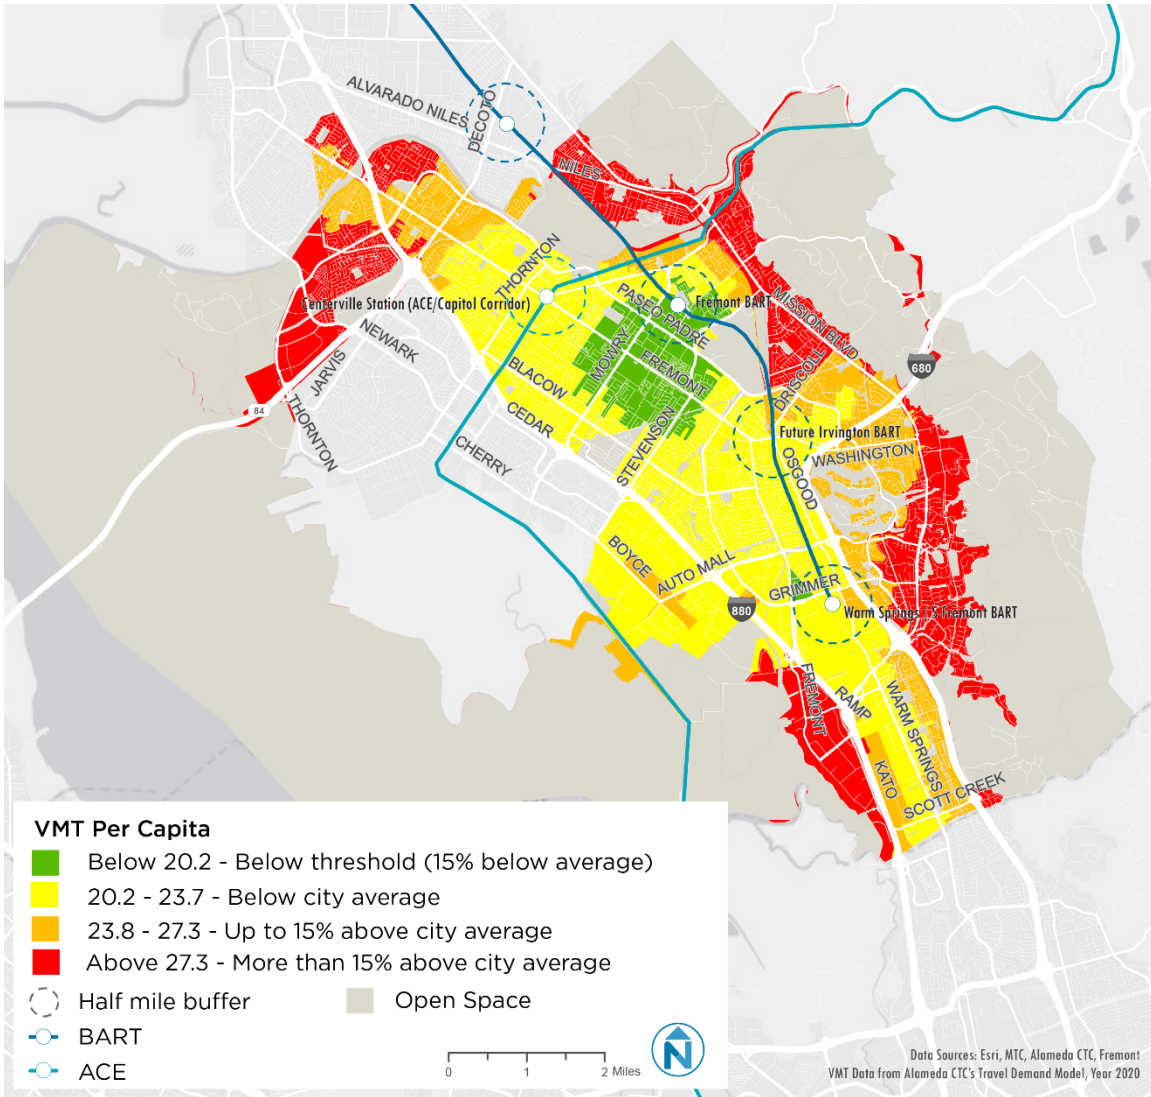 ALVARADO NILES
DECOTO
NILES
THORNTON
Centerville Station (ACE/Capitol Corridor)
PASEO PADRE
Fremont BART
MISSION BLVD
NEWARK
JARVIS
MOWRY
FREMONT
680
BLACOW
DRISCOLL
84
THORNTON
CEDAR
STEVENSON
Future Irvington BART
CHERRY
OSGOOD
WASHINGTON
BOYCE
AUTO MALL
GRIMMER
880
Warm Springs / S Fremont BART
FREMONT
RAMP
WARM SPRINGS
KATO
SCOTT CREEK
VMT Per Capita
Below 20.2 - Below threshold (15% below average)
20.2 - 23.7 - Below city average
23.8 - 27.3 - Up to 15% above city average
Above 27.3 - More than 15% above city average
Half mile buffer
Open Space
BART
ACE
0 1 2 Miles
N
Data Sources: Esri, MTC, Alameda CTC, Fremont
VMT Data from Alameda CTC's Travel Demand Model, Year 2020